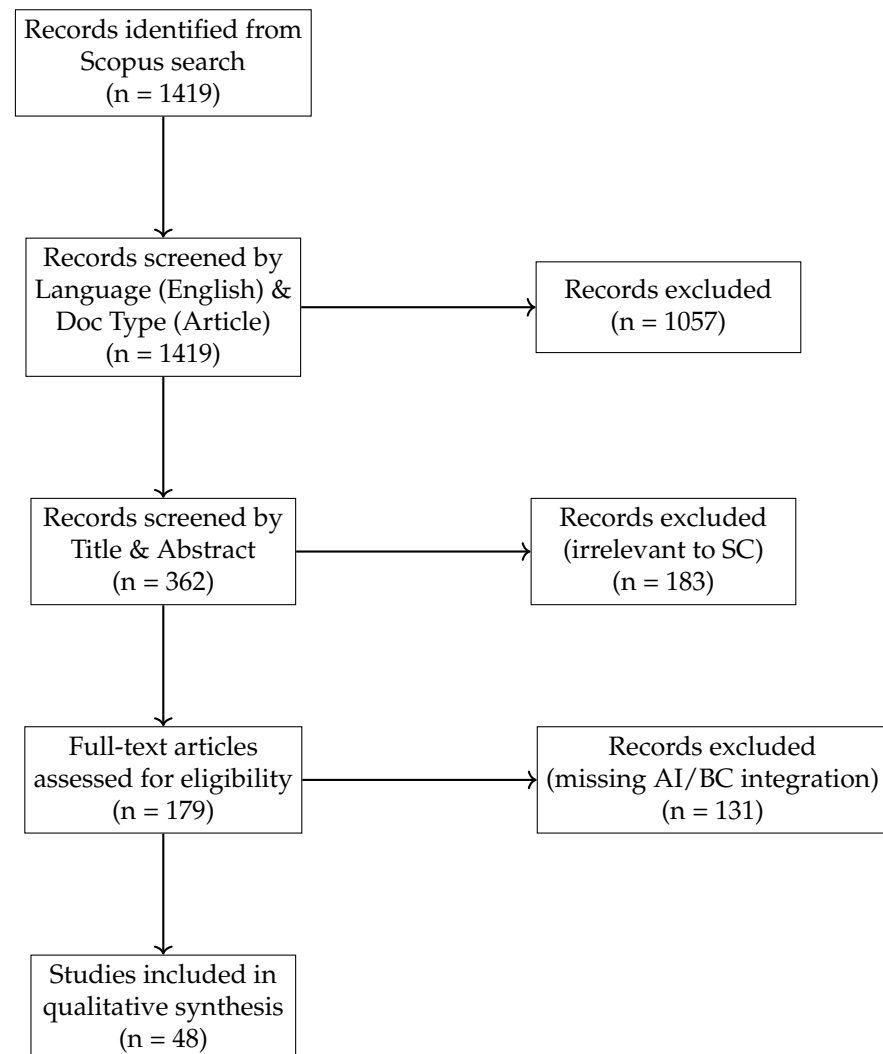 Records identified from
Scopus search
(n = 1419)
Records screened by
Language (English) &
Doc Type (Article)
(n = 1419)
Records excluded
(n = 1057)
Records screened by
Title & Abstract
(n = 362)
Records excluded
(irrelevant to SC)
(n = 183)
Full-text articles
assessed for eligibility
(n = 179)
Records excluded
(missing AI/BC integration)
(n = 131)
Studies included in
qualitative synthesis
(n = 48)